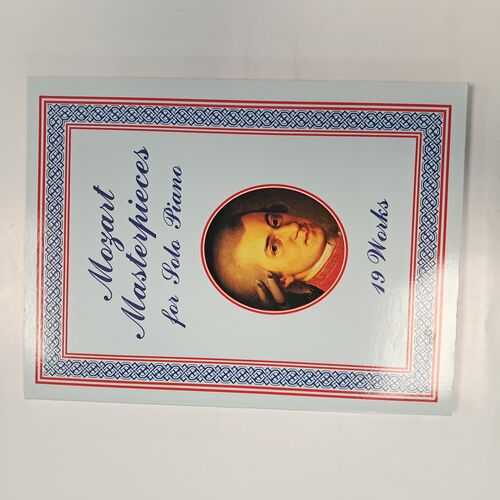 Mozart
Masterpieces
for Solo Piano
19 Works